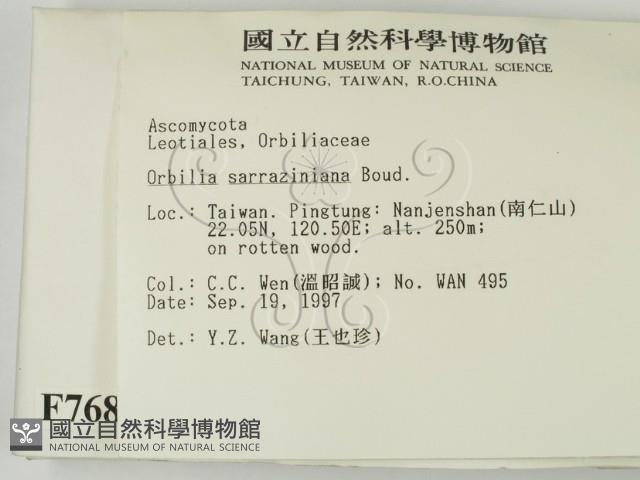 國立自然科學博物館
NATIONAL MUSEUM OF NATURAL SCIENCE
TAICHUNG, TAIWAN, R.O.CHINA
Ascomycota
Leotiales, Orbiliaceae
Orbilia sarraziniana Boud.
Loc.: Taiwan. Pingtung: Nanjenshan(南仁山)
22.05N, 120.50E; alt. 250m;
on rotten wood.
Col.: C.C. Wen(溫昭誠); No. WAN 495
Date: Sep. 19, 1997
Det.: Y.Z. Wang(王也珍)
F768
國立自然科學博物館
NATIONAL MUSEUM OF NATURAL SCIENCE